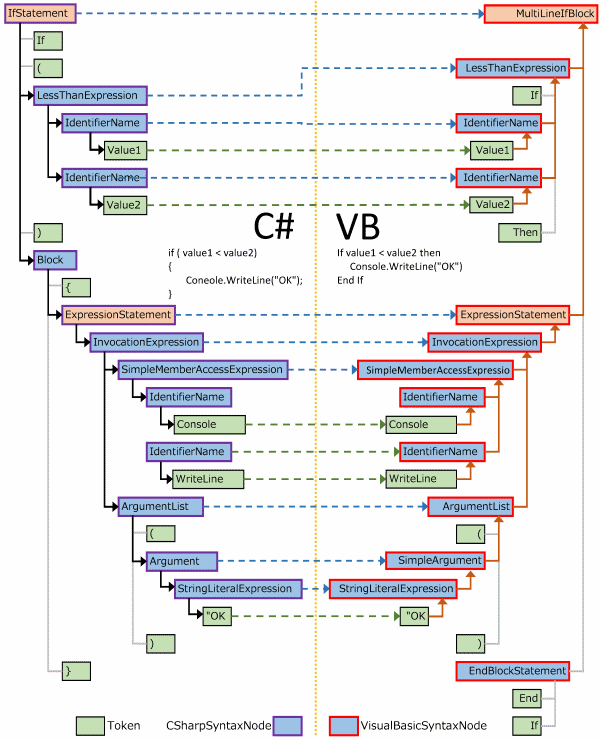 IfStatement MultiLineIfBlock
If
( LessThanExpression
LessThanExpression If
IdentifierName IdentifierName
Value1 Value1
IdentifierName IdentifierName
Value2 Value2
) Then
C# VB
Block
if ( value1 < value2) If value1 < value2 then
{ Console.WriteLine("OK")
Coneole.WriteLine("OK"); End If
}
{
ExpressionStatement ExpressionStatement
InvocationExpression InvocationExpression
SimpleMemberAccessExpression SimpleMemberAccessExpressio
IdentifierName IdentifierName
Console Console
IdentifierName IdentifierName
WriteLine WriteLine
ArgumentList ArgumentList
( (
Argument SimpleArgument
StringLiteralExpression StringLiteralExpression
"OK "OK
) )
} EndBlockStatement
End
Token CSharpSyntaxNode VisualBasicSyntaxNode If